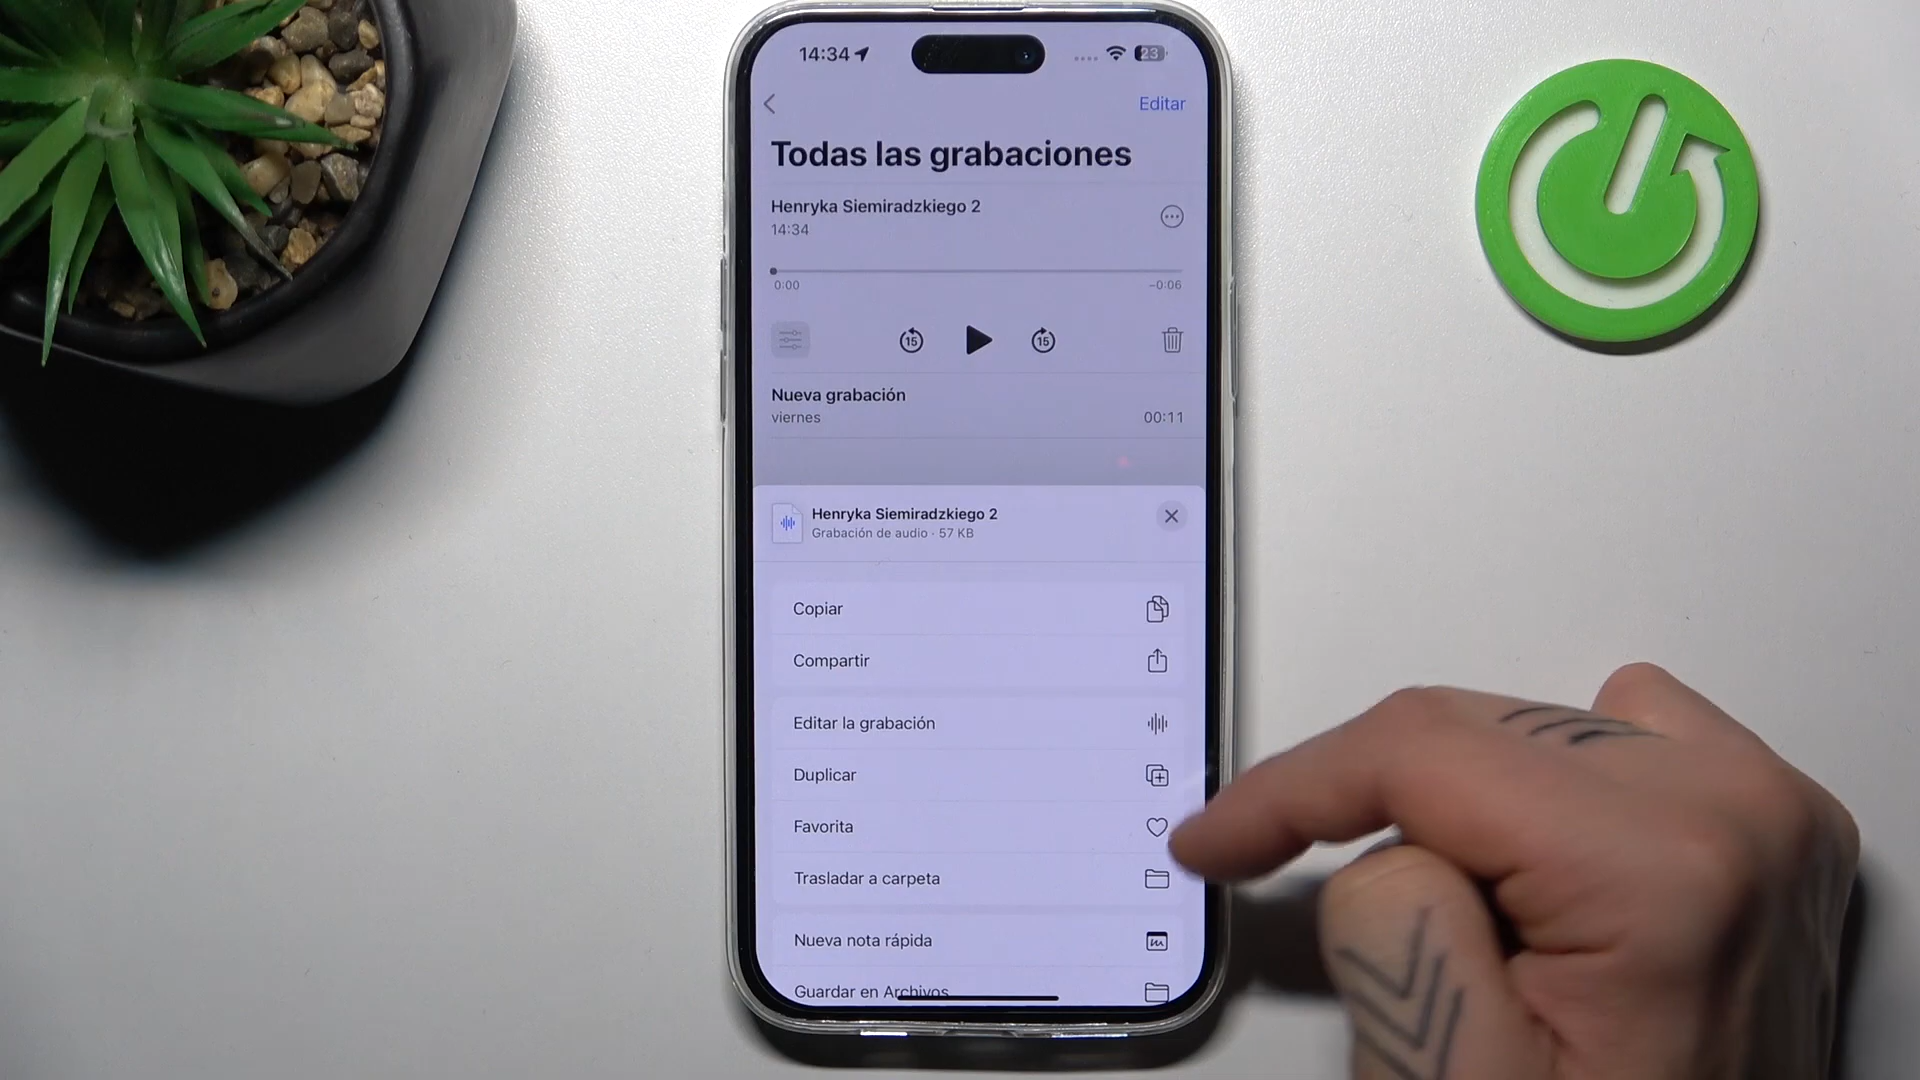 14:34
23
Editar
Todas las grabaciones
Henryka Siemiradzkiego 2
14:34
0:00
−0:06
15
15
Nueva grabación
viernes
00:11
Henryka Siemiradzkiego 2
Grabación de audio · 57 KB
Copiar
Compartir
Editar la grabación
Duplicar
Favorita
Trasladar a carpeta
Nueva nota rápida
Guardar en Archivos